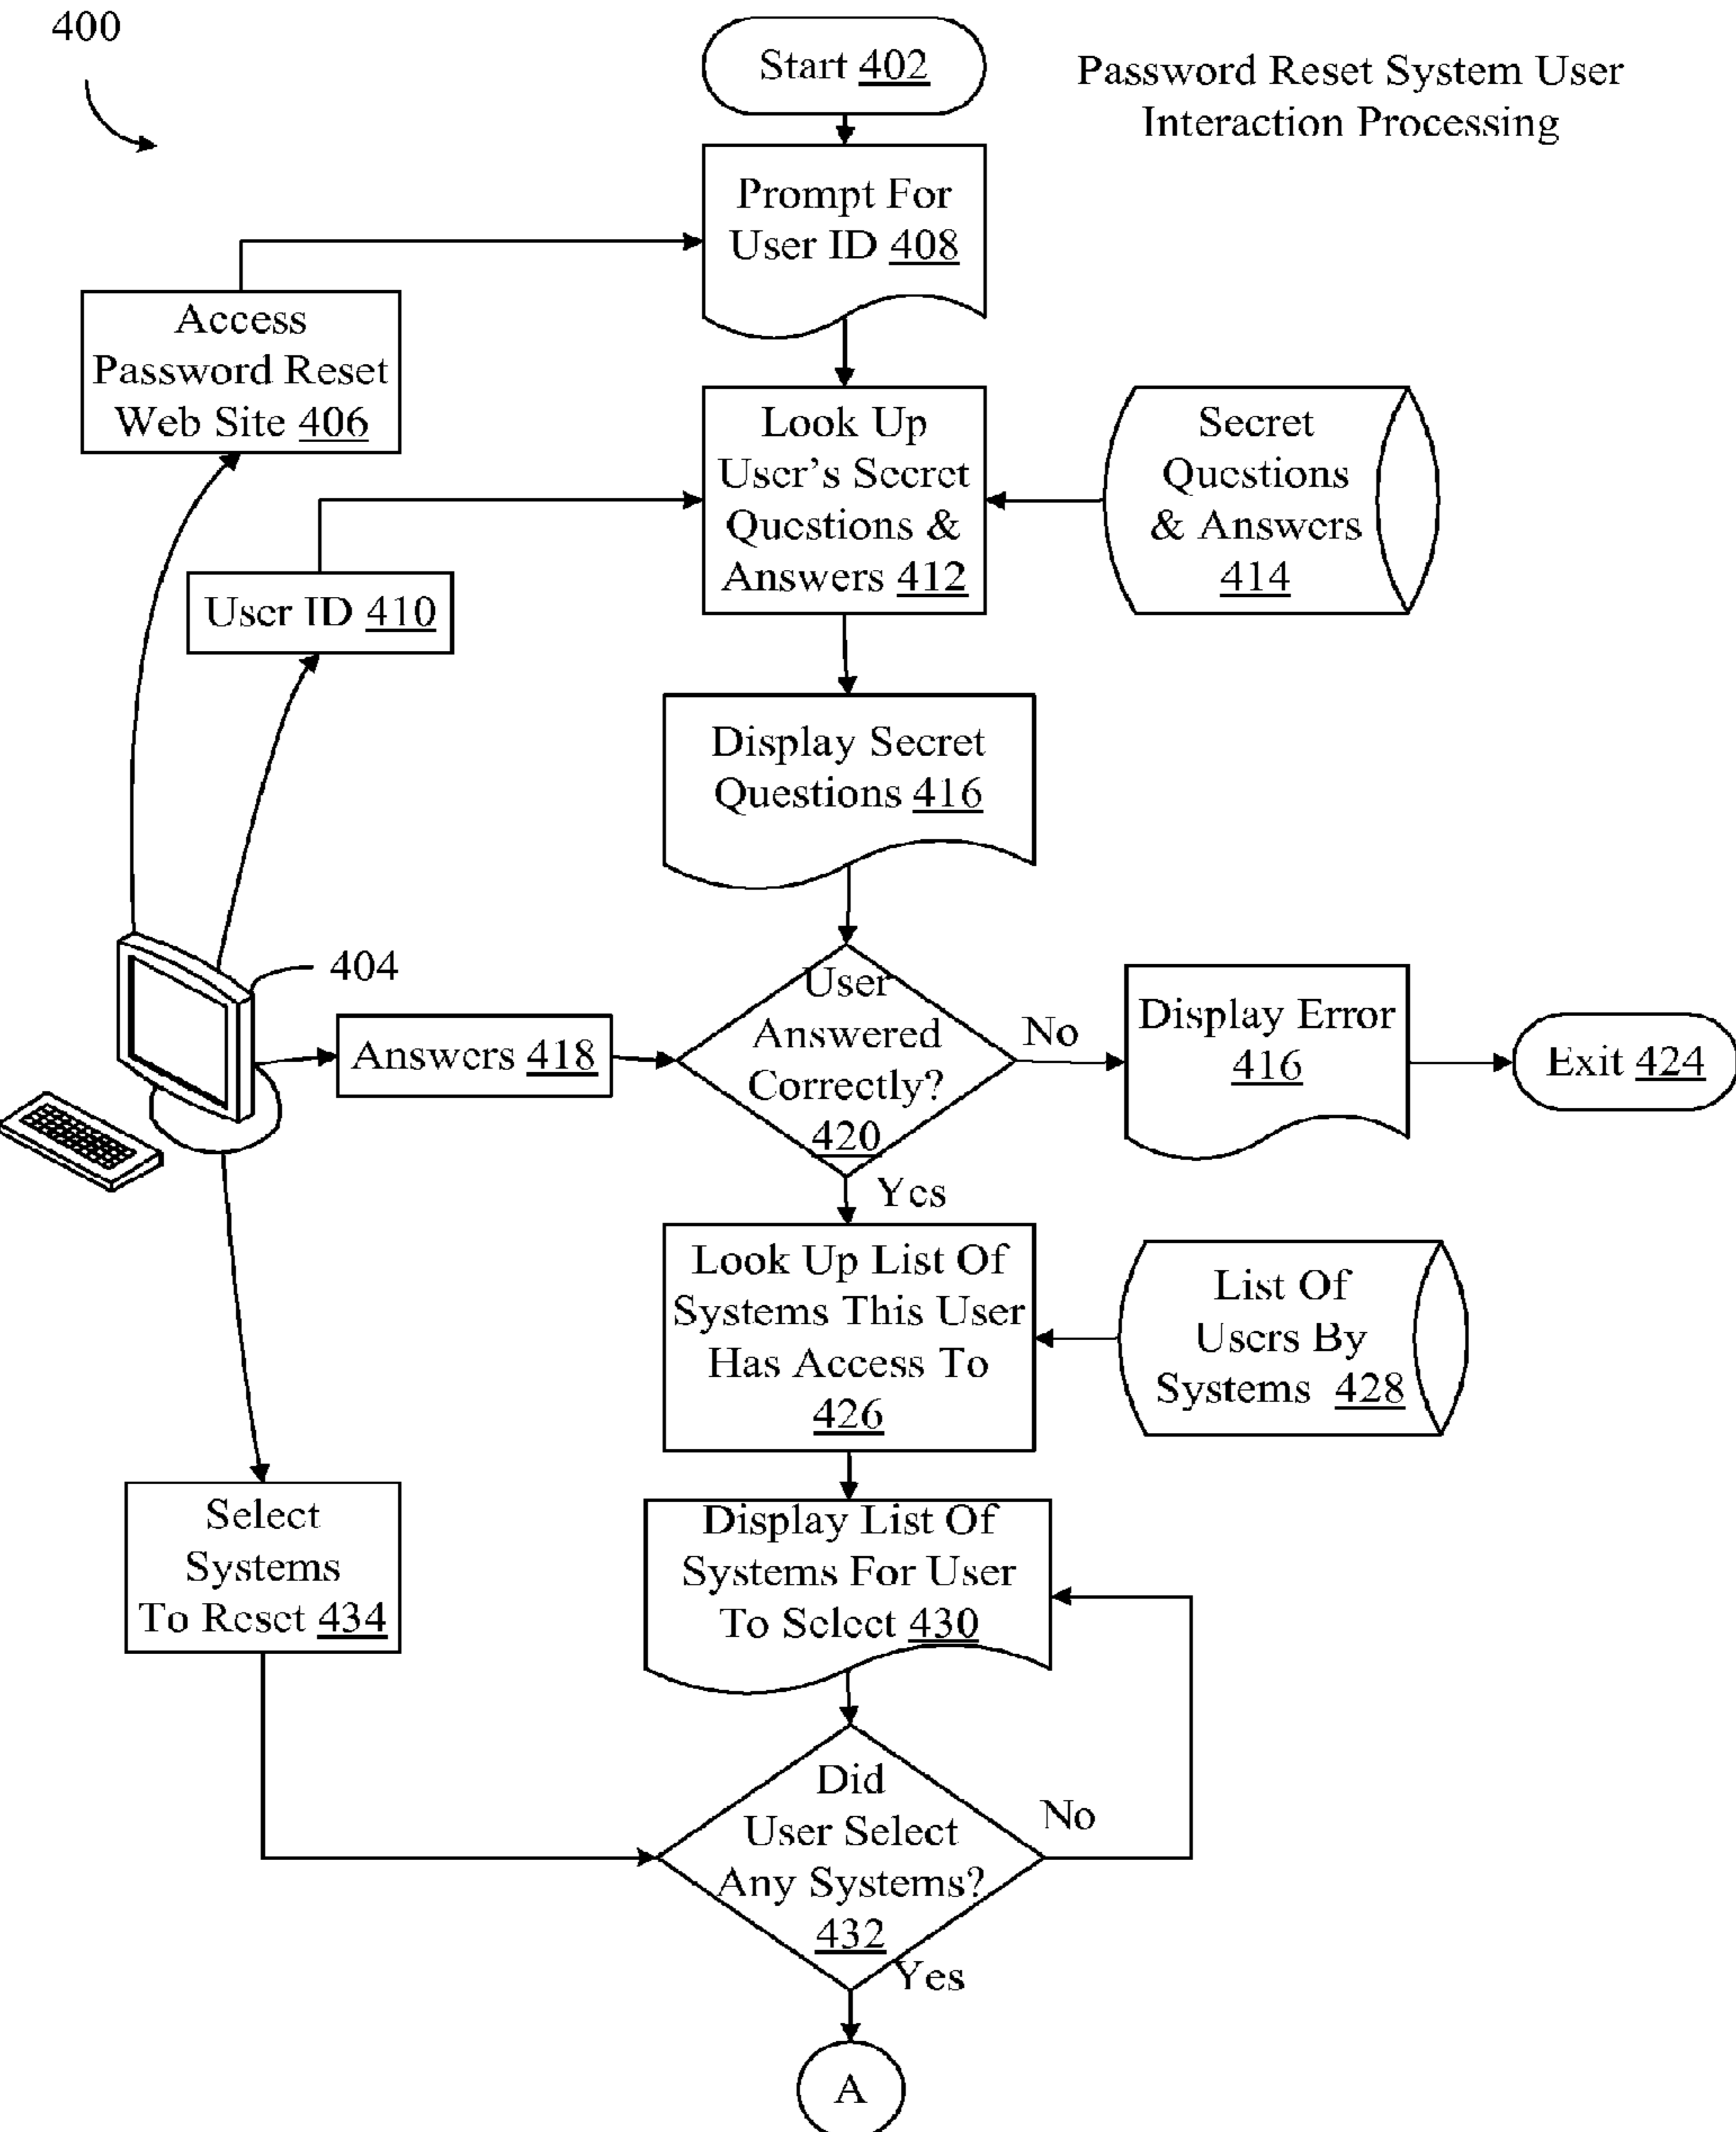 400
Start 402
Password Reset System User
Interaction Processing
Prompt For
User ID 408
Access
Password Reset
Web Site 406
Look Up
User's Secret
Questions &
Answers 412
Secret
Questions
& Answers
414
User ID 410
Display Secret
Questions 416
404
Answers 418
User
Answered
Correctly?
420
No
Display Error
416
Exit 424
Yes
Look Up List Of
Systems This User
Has Access To
426
List Of
Users By
Systems 428
Select
Systems
To Reset 434
Display List Of
Systems For User
To Select 430
Did
User Select
Any Systems?
432
No
Yes
A